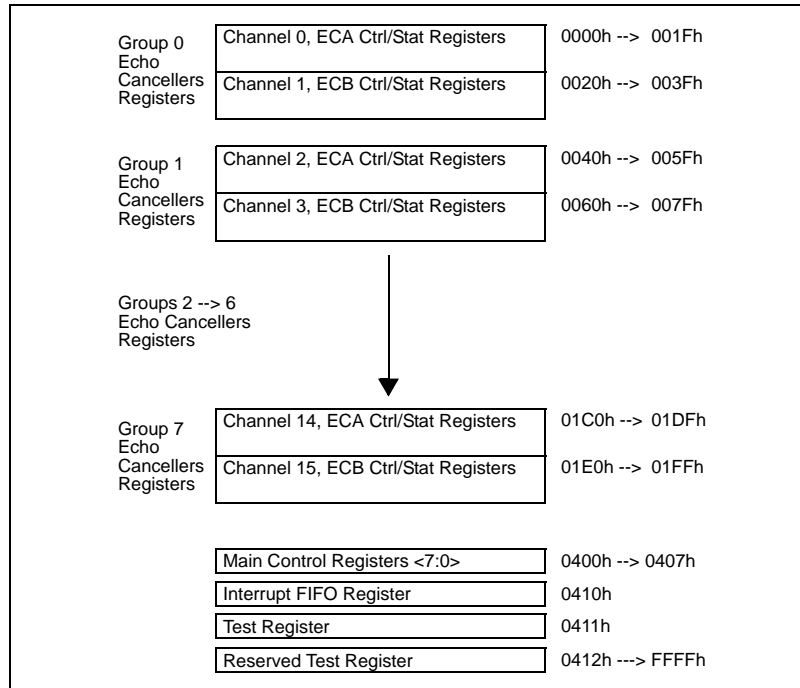 Group 0
Echo
Cancellers
Registers
Channel 0, ECA Ctrl/Stat Registers
0000h --> 001Fh
Channel 1, ECB Ctrl/Stat Registers
0020h --> 003Fh
Group 1
Echo
Cancellers
Registers
Channel 2, ECA Ctrl/Stat Registers
0040h --> 005Fh
Channel 3, ECB Ctrl/Stat Registers
0060h --> 007Fh
Groups 2 --> 6
Echo Cancellers
Registers
Group 7
Echo
Cancellers
Registers
Channel 14, ECA Ctrl/Stat Registers
01C0h --> 01DFh
Channel 15, ECB Ctrl/Stat Registers
01E0h --> 01FFh
Main Control Registers <7:0>
0400h --> 0407h
Interrupt FIFO Register
0410h
Test Register
0411h
Reserved Test Register
0412h ---> FFFFh